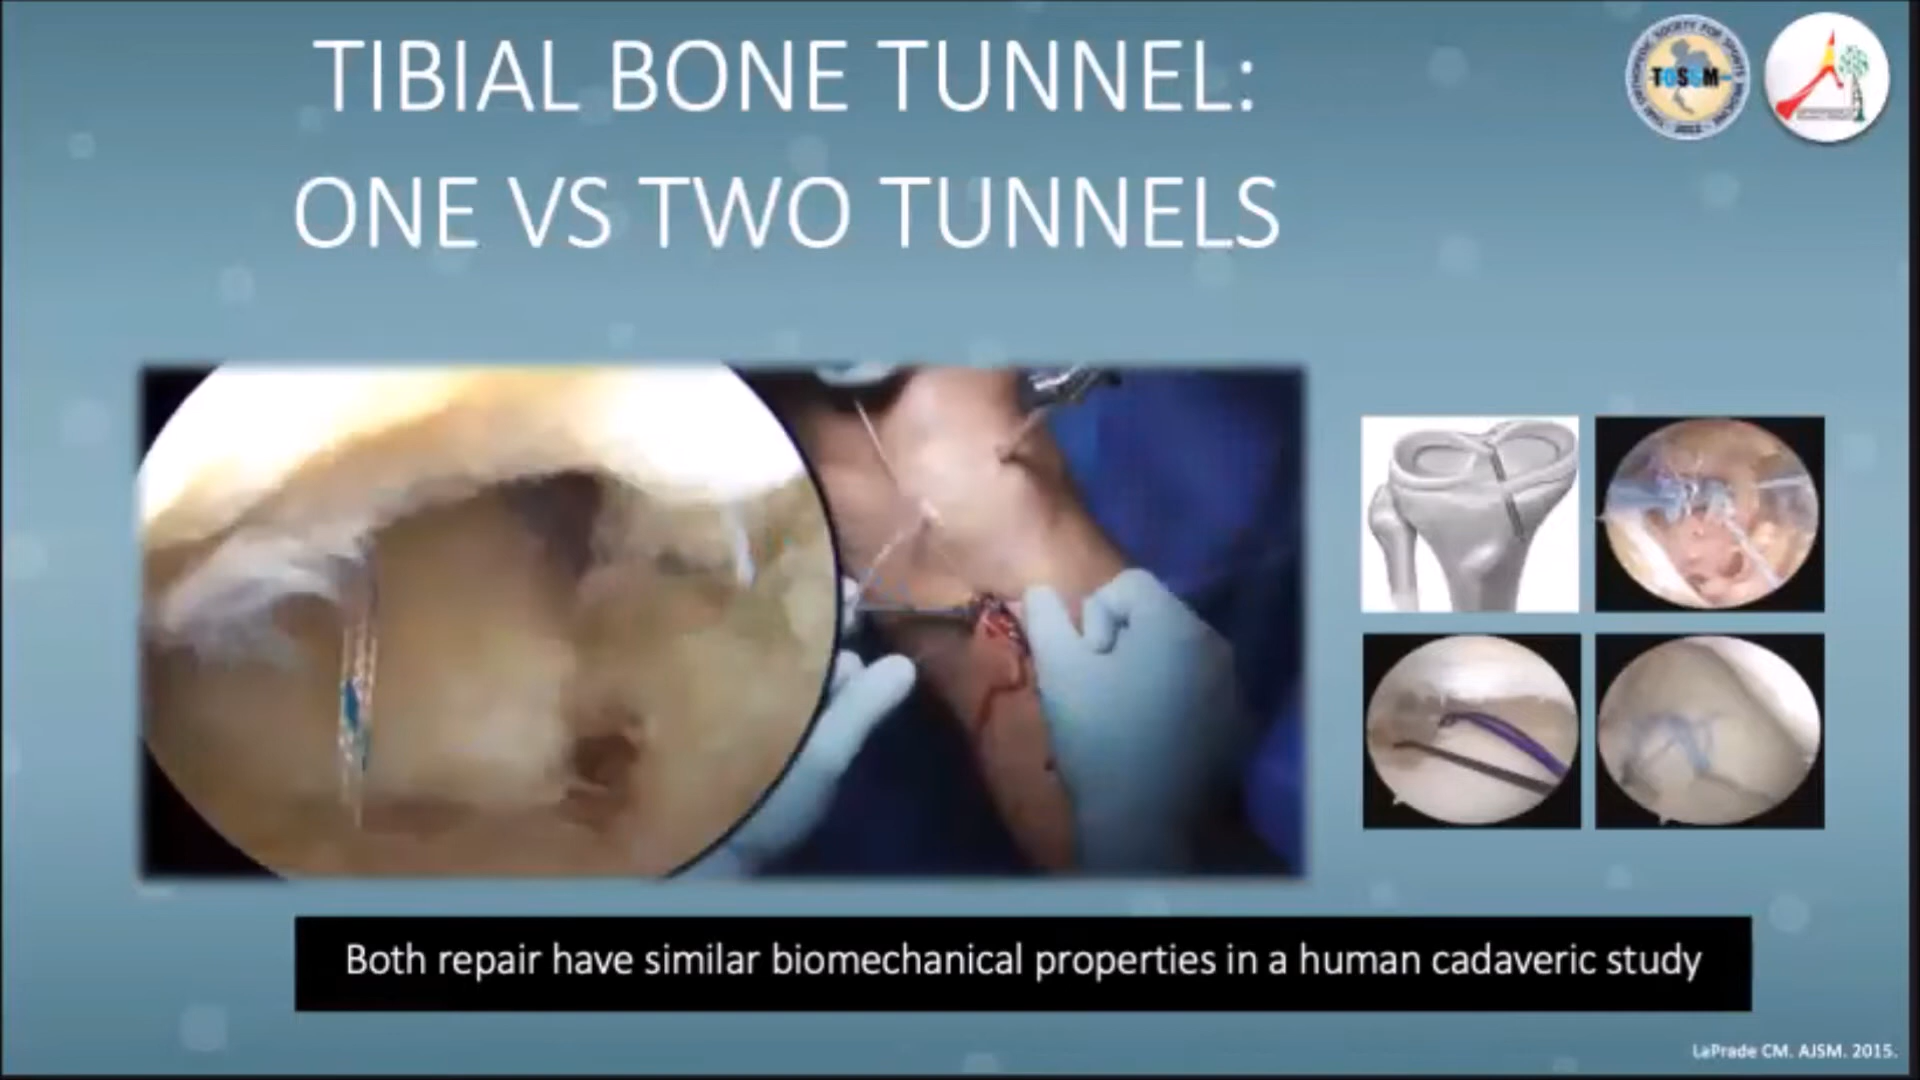 TIBIAL BONE TUNNEL:
ONE VS TWO TUNNELS
TOSSM
Both repair have similar biomechanical properties in a human cadaveric study
LaPrade CM. AJSM. 2015.